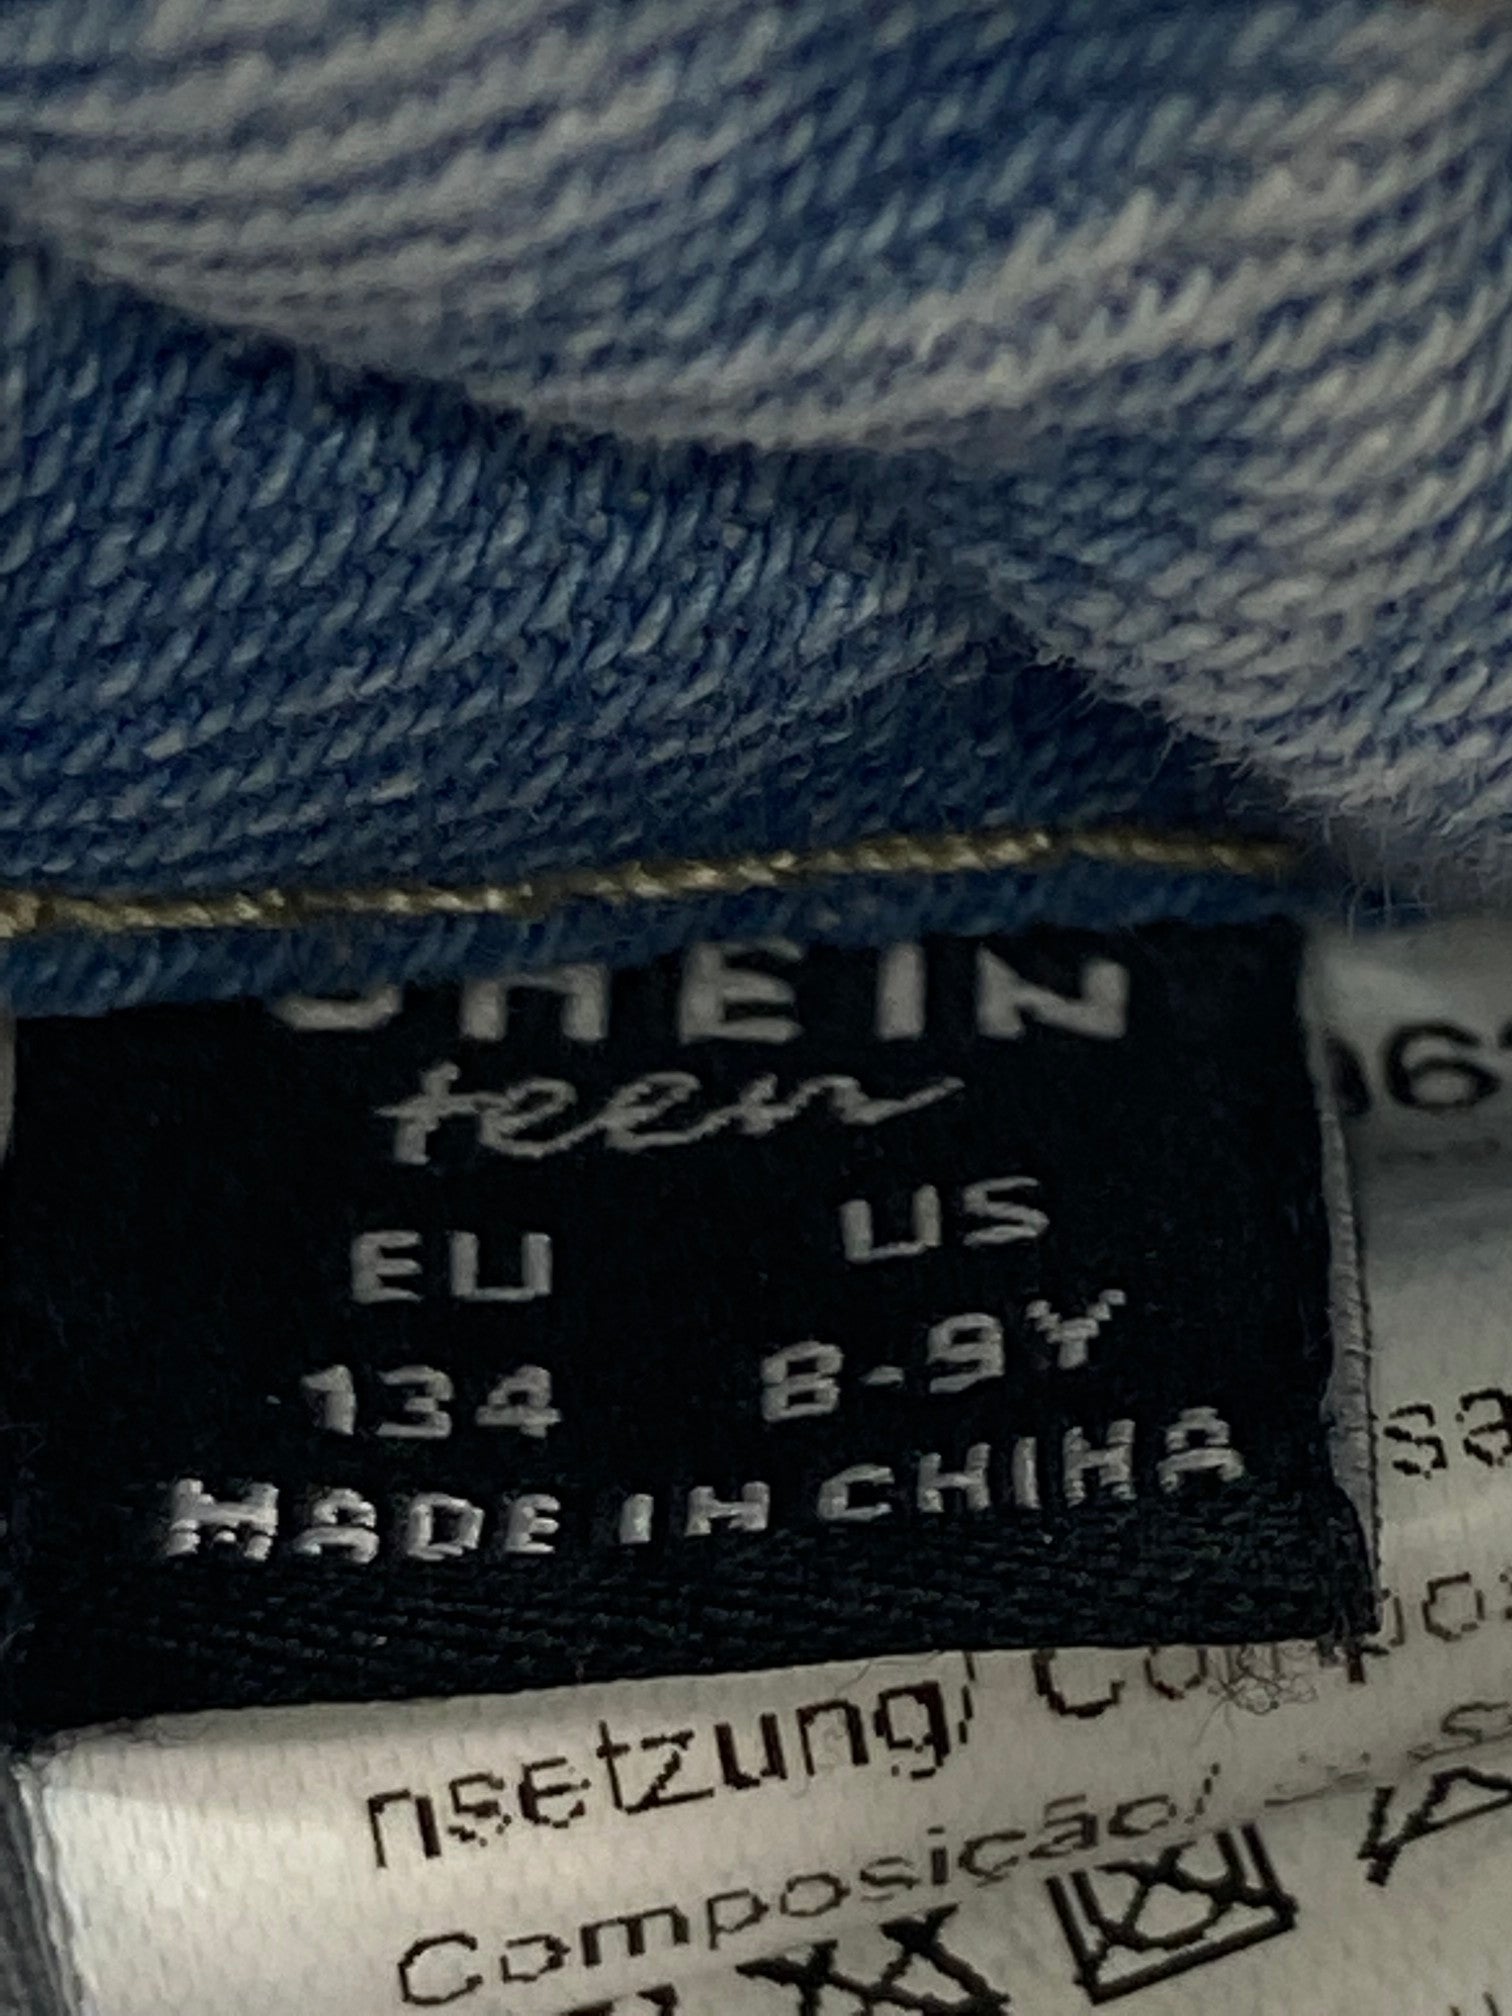 SHEIN
teen
EU US
134 8-9Y
MADE IN CHINA
nsetzung/
Composição/